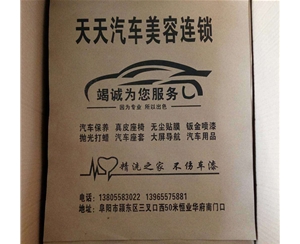 天天汽车美容连锁
竭诚为您服务
因为专业 所以出色
汽车保养 真皮座椅 无尘贴膜 钣金喷漆
抛光打蜡 汽车座套 大屏导航 汽车用品
精洗之家 不伤车漆
电话：13805583022 13965575881
地址：阜阳市颍东区三叉口西50米恒业华府南门口